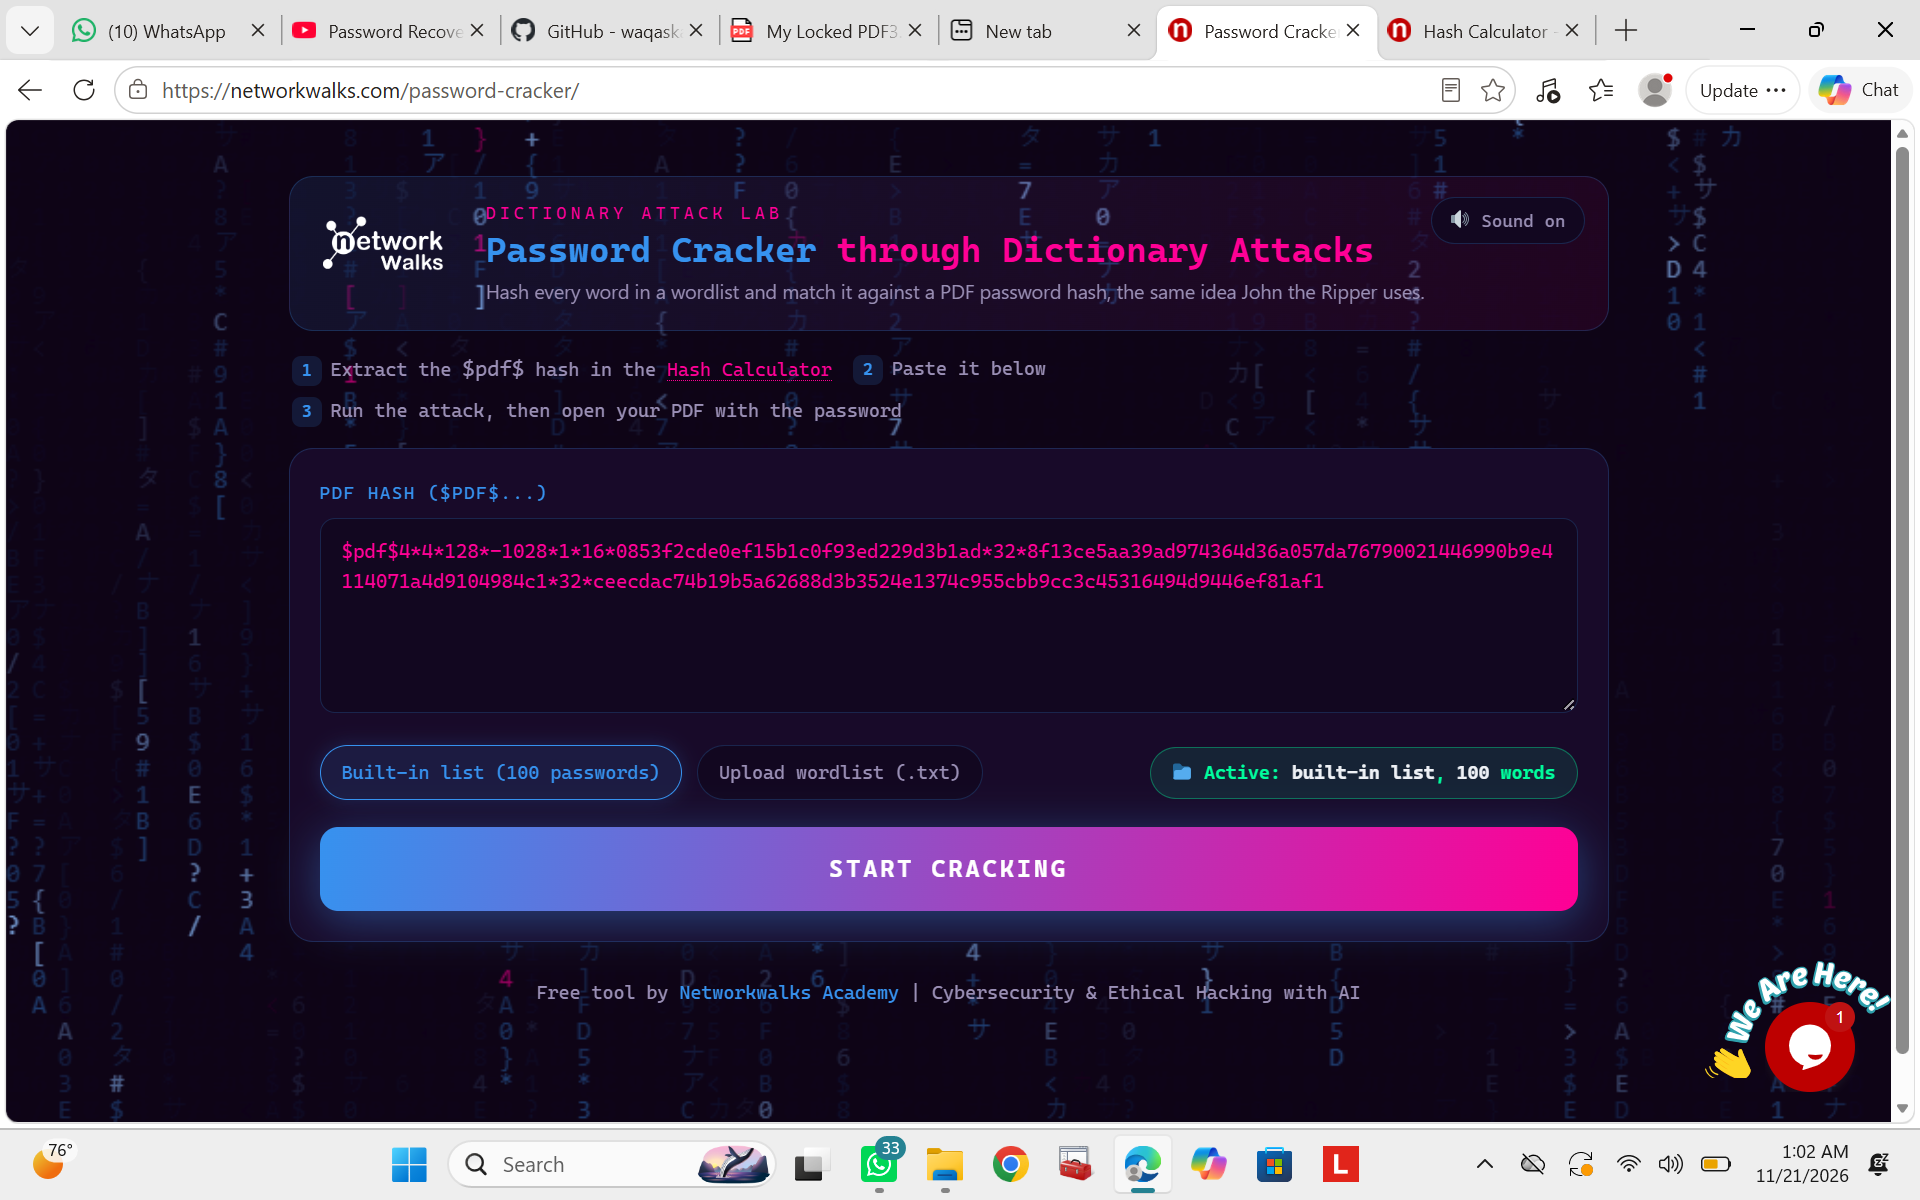 (10) WhatsApp
Password Recove
GitHub - waqask
My Locked PDF3.
New tab
Password Cracke
Hash Calculator -
https://networkwalks.com/password-cracker/
Update
Chat
network
Walks
DICTIONARY ATTACK LAB
Password Cracker through Dictionary Attacks
Hash every word in a wordlist and match it against a PDF password hash, the same idea John the Ripper uses.
Sound on
1 Extract the $pdf$ hash in the Hash Calculator 2 Paste it below
3 Run the attack, then open your PDF with the password
PDF HASH ($PDF$...)
$pdf$4*4*128*-1028*1*16*0853f2cde0ef15b1c0f93ed229d3b1ad*32*8f13ce5aa39ad974364d36a057da76790021446990b9e4
114071a4d9104984c1*32*ceecdac74b19b5a62688d3b3524e1374c955cbb9cc3c45316494d9446ef81af1
Built-in list (100 passwords)
Upload wordlist (.txt)
Active: built-in list, 100 words
START CRACKING
Free tool by Networkwalks Academy | Cybersecurity & Ethical Hacking with AI
We Are Here!
1
76°
Search
33
L
1:02 AM
11/21/2026